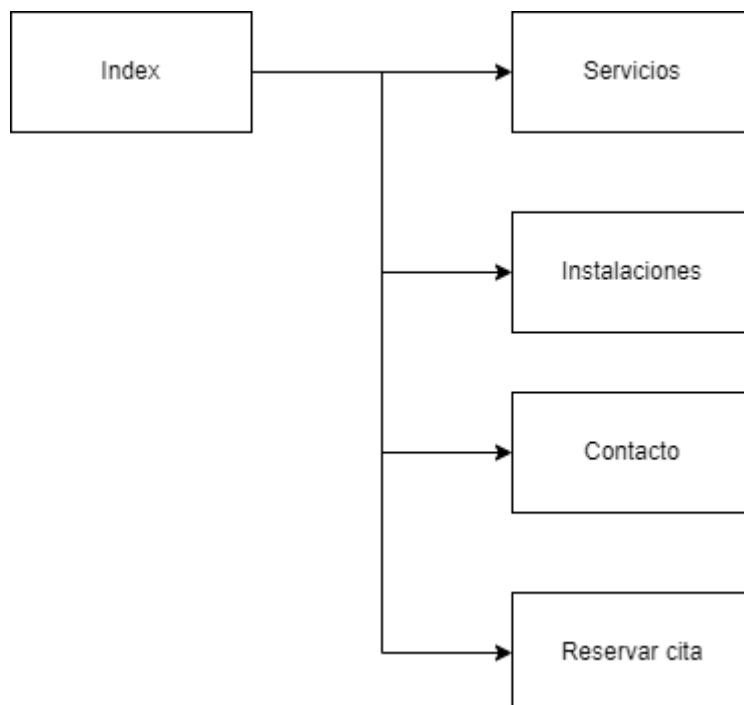 Index
Servicios
Instalaciones
Contacto
Reservar cita